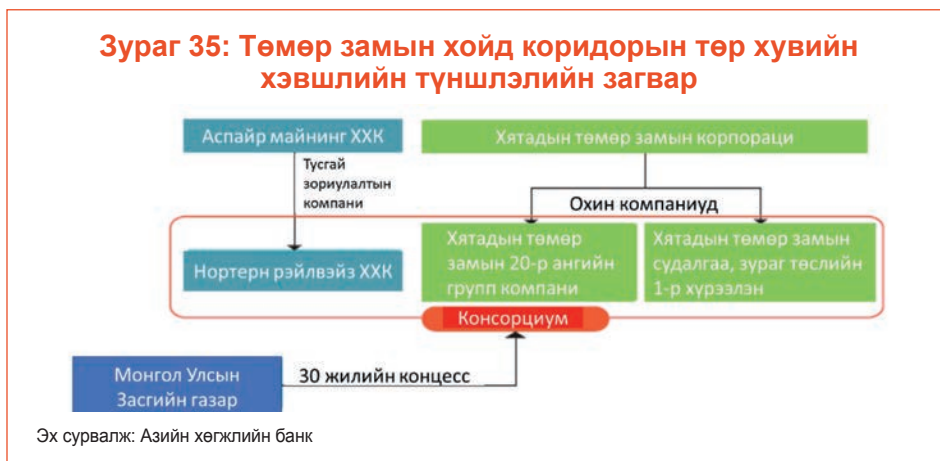 Зураг 35: Төмөр замын хойд коридорын төр хувийн
хэвшлийн түншлэлийн загвар
Аспайр майнинг ХХК
Хятадын төмөр замын корпораци
Тусгай
зориулалтын
компани
Охин компаниуд
Нортерн рэйлвэйз ХХК
Хятадын төмөр
замын 20-р ангийн
групп компани
Хятадын төмөр замын
судалгаа, зураг төслийн
1-р хүрээлэн
Консорциум
Монгол Улсын
Засгийн газар
30 жилийн концесс
Эх сурвалж: Азийн хөгжлийн банк